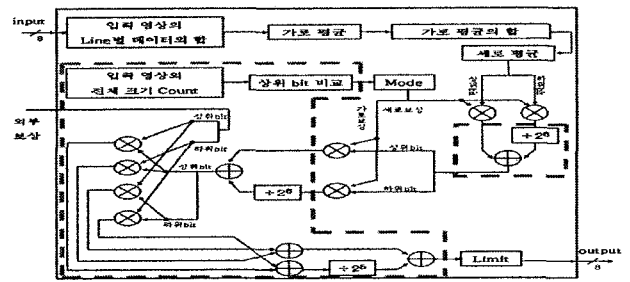 input
8
입력 영상의
Line별 데이터의 합
가로 평균
가로 평균의 합
세로 평균
입력 영상의
전체 크기 Count
상위 bit 비교
Mode
외부
보상
상위bit
하위bit
상위bit
하위bit
세로보상
상위bit
하위bit
÷2⁶
÷2⁶
÷2⁶
Limit
output
8